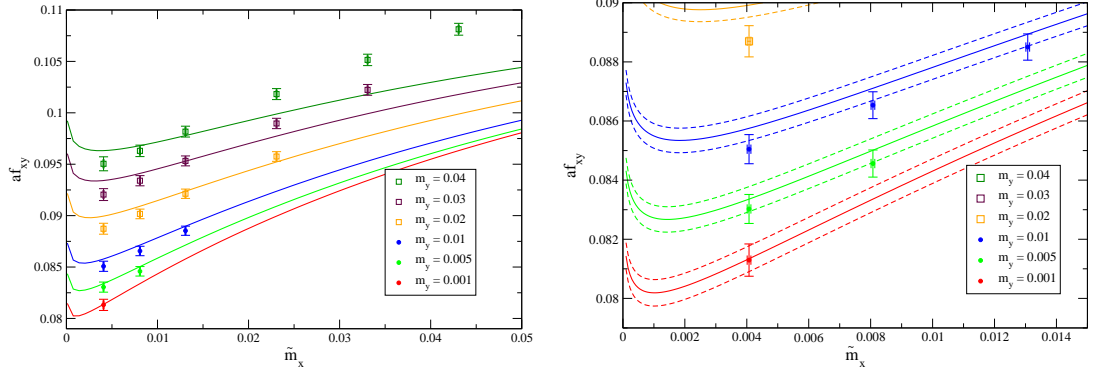 0.105
0.1
0.095
0.09
0.085
0.08
af_xy
0
0.01
0.02
0.03
0.04
0.05
m̃_x
m_y = 0.04
m_y = 0.03
m_y = 0.02
m_y = 0.01
m_y = 0.005
m_y = 0.001
0.09
0.088
0.086
0.084
0.082
0.08
af_xy
0
0.002
0.004
0.006
0.008
0.01
0.012
0.014
m̃_x
m_y = 0.04
m_y = 0.03
m_y = 0.02
m_y = 0.01
m_y = 0.005
m_y = 0.001